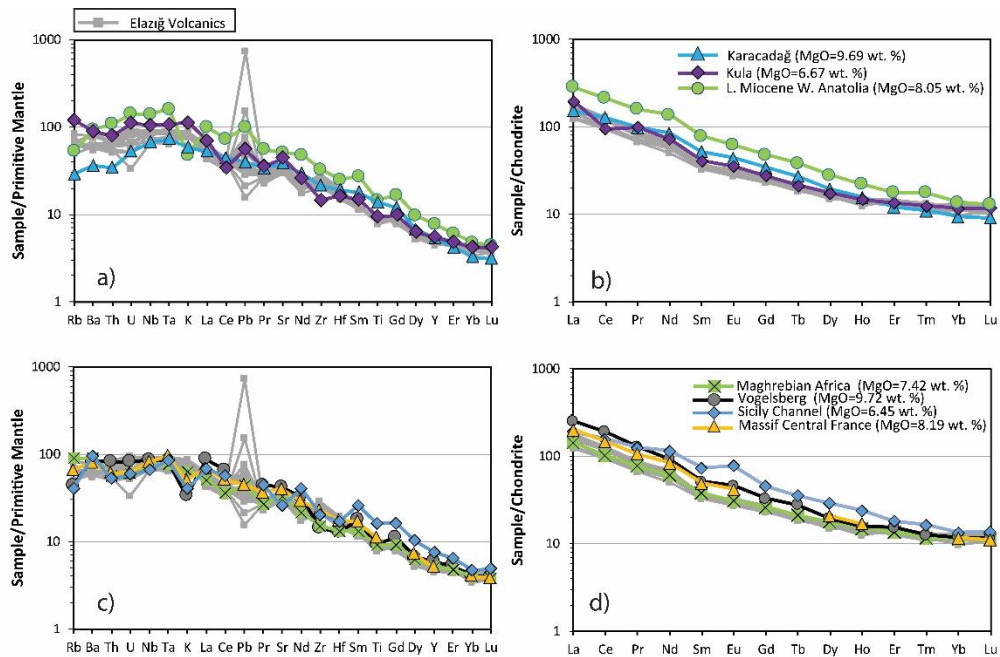 Elazığ Volcanics
1000
100
10
1
Sample/Primitive Mantle
a)
Rb Ba Th U Nb Ta K La Ce Pb Pr Sr Nd Zr Hf Sm Ti Gd Dy Y Er Yb Lu
1000
100
10
1
Sample/Chondrite
Karacadağ (MgO=9.69 wt. %)
Kula (MgO=6.67 wt. %)
L. Miocene W. Anatolia (MgO=8.05 wt. %)
b)
La Ce Pr Nd Sm Eu Gd Tb Dy Ho Y Er Tm Yb Lu
1000
100
10
1
Sample/Primitive Mantle
c)
Rb Ba Th U Nb Ta K La Ce Pb Pr Sr Nd Zr Hf Sm Ti Gd Dy Y Er Yb Lu
1000
100
10
1
Sample/Chondrite
Maghrebian Africa (MgO=7.42 wt. %)
Vogelsberg (MgO=9.72 wt. %)
Sicily Channel (MgO=6.45 wt. %)
Massif Central France (MgO=8.19 wt. %)
d)
La Ce Pr Nd Sm Eu Gd Tb Dy Ho Y Er Tm Yb Lu